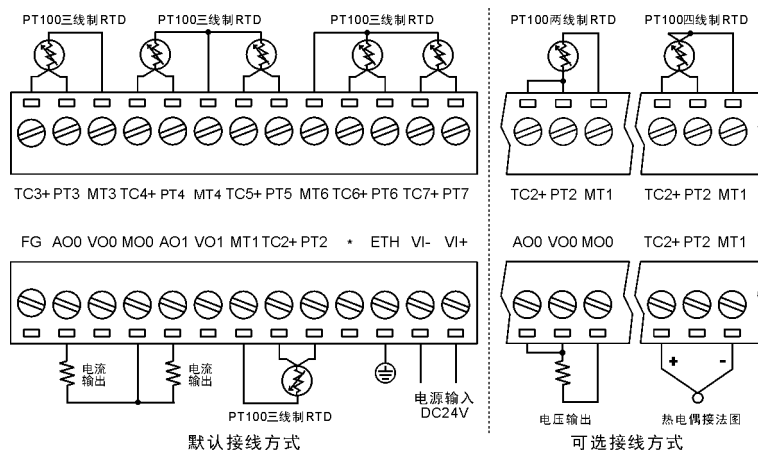 PT100三线制RTD PT100三线制RTD PT100三线制RTD
TC3+ PT3 MT3 TC4+ PT4 MT4 TC5+ PT5 MT6 TC6+ PT6 TC7+ PT7
FG AO0 VO0 MO0 AO1 VO1 MT1 TC2+ PT2 * ETH VI- VI+
电流
输出
电流
输出
PT100三线制RTD
电源输入
DC24V
默认接线方式
PT100两线制RTD PT100四线制RTD
TC2+ PT2 MT1 TC2+ PT2 MT1
AO0 VO0 MO0 TC2+ PT2 MT1
+ -
电压输出 热电偶接法图
可选接线方式